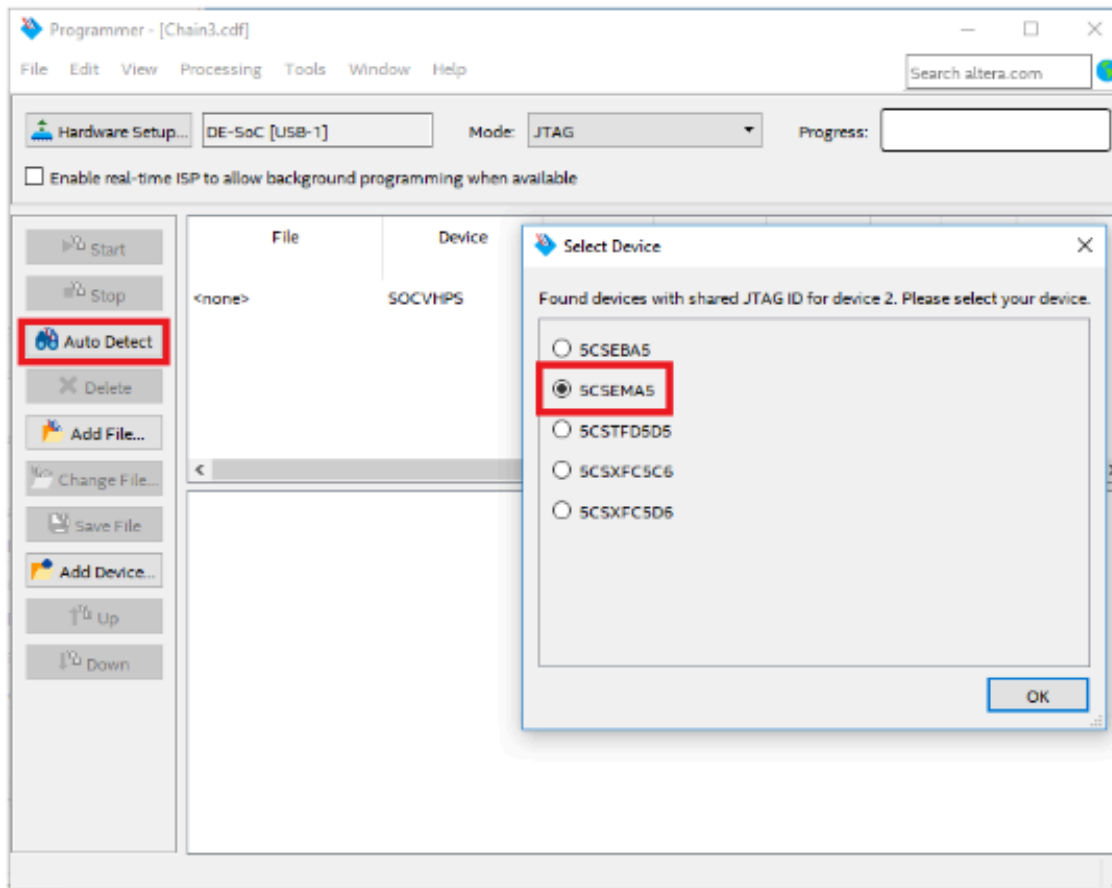 Programmer - [Chain3.cdf]
File Edit View Processing Tools Window Help
Search altera.com
Hardware Setup... DE-SoC [USB-1] Mode: JTAG Progress:
Enable real-time ISP to allow background programming when available
Start
Stop
Auto Detect
Delete
Add File...
Change File...
Save File
Add Device...
Up
Down
File Device
<none> SOCVHPS
Select Device
Found devices with shared JTAG ID for device 2. Please select your device.
5CSEBA5
5CSEMA5
5CSTFD5D5
5CSXFC5C6
5CSXFC5D6
OK